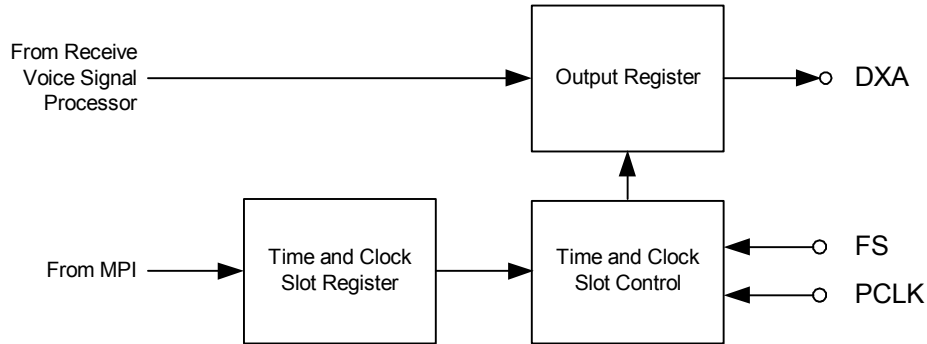 From Receive
Voice Signal
Processor
Output Register
DXA
From MPI
Time and Clock
Slot Register
Time and Clock
Slot Control
FS
PCLK